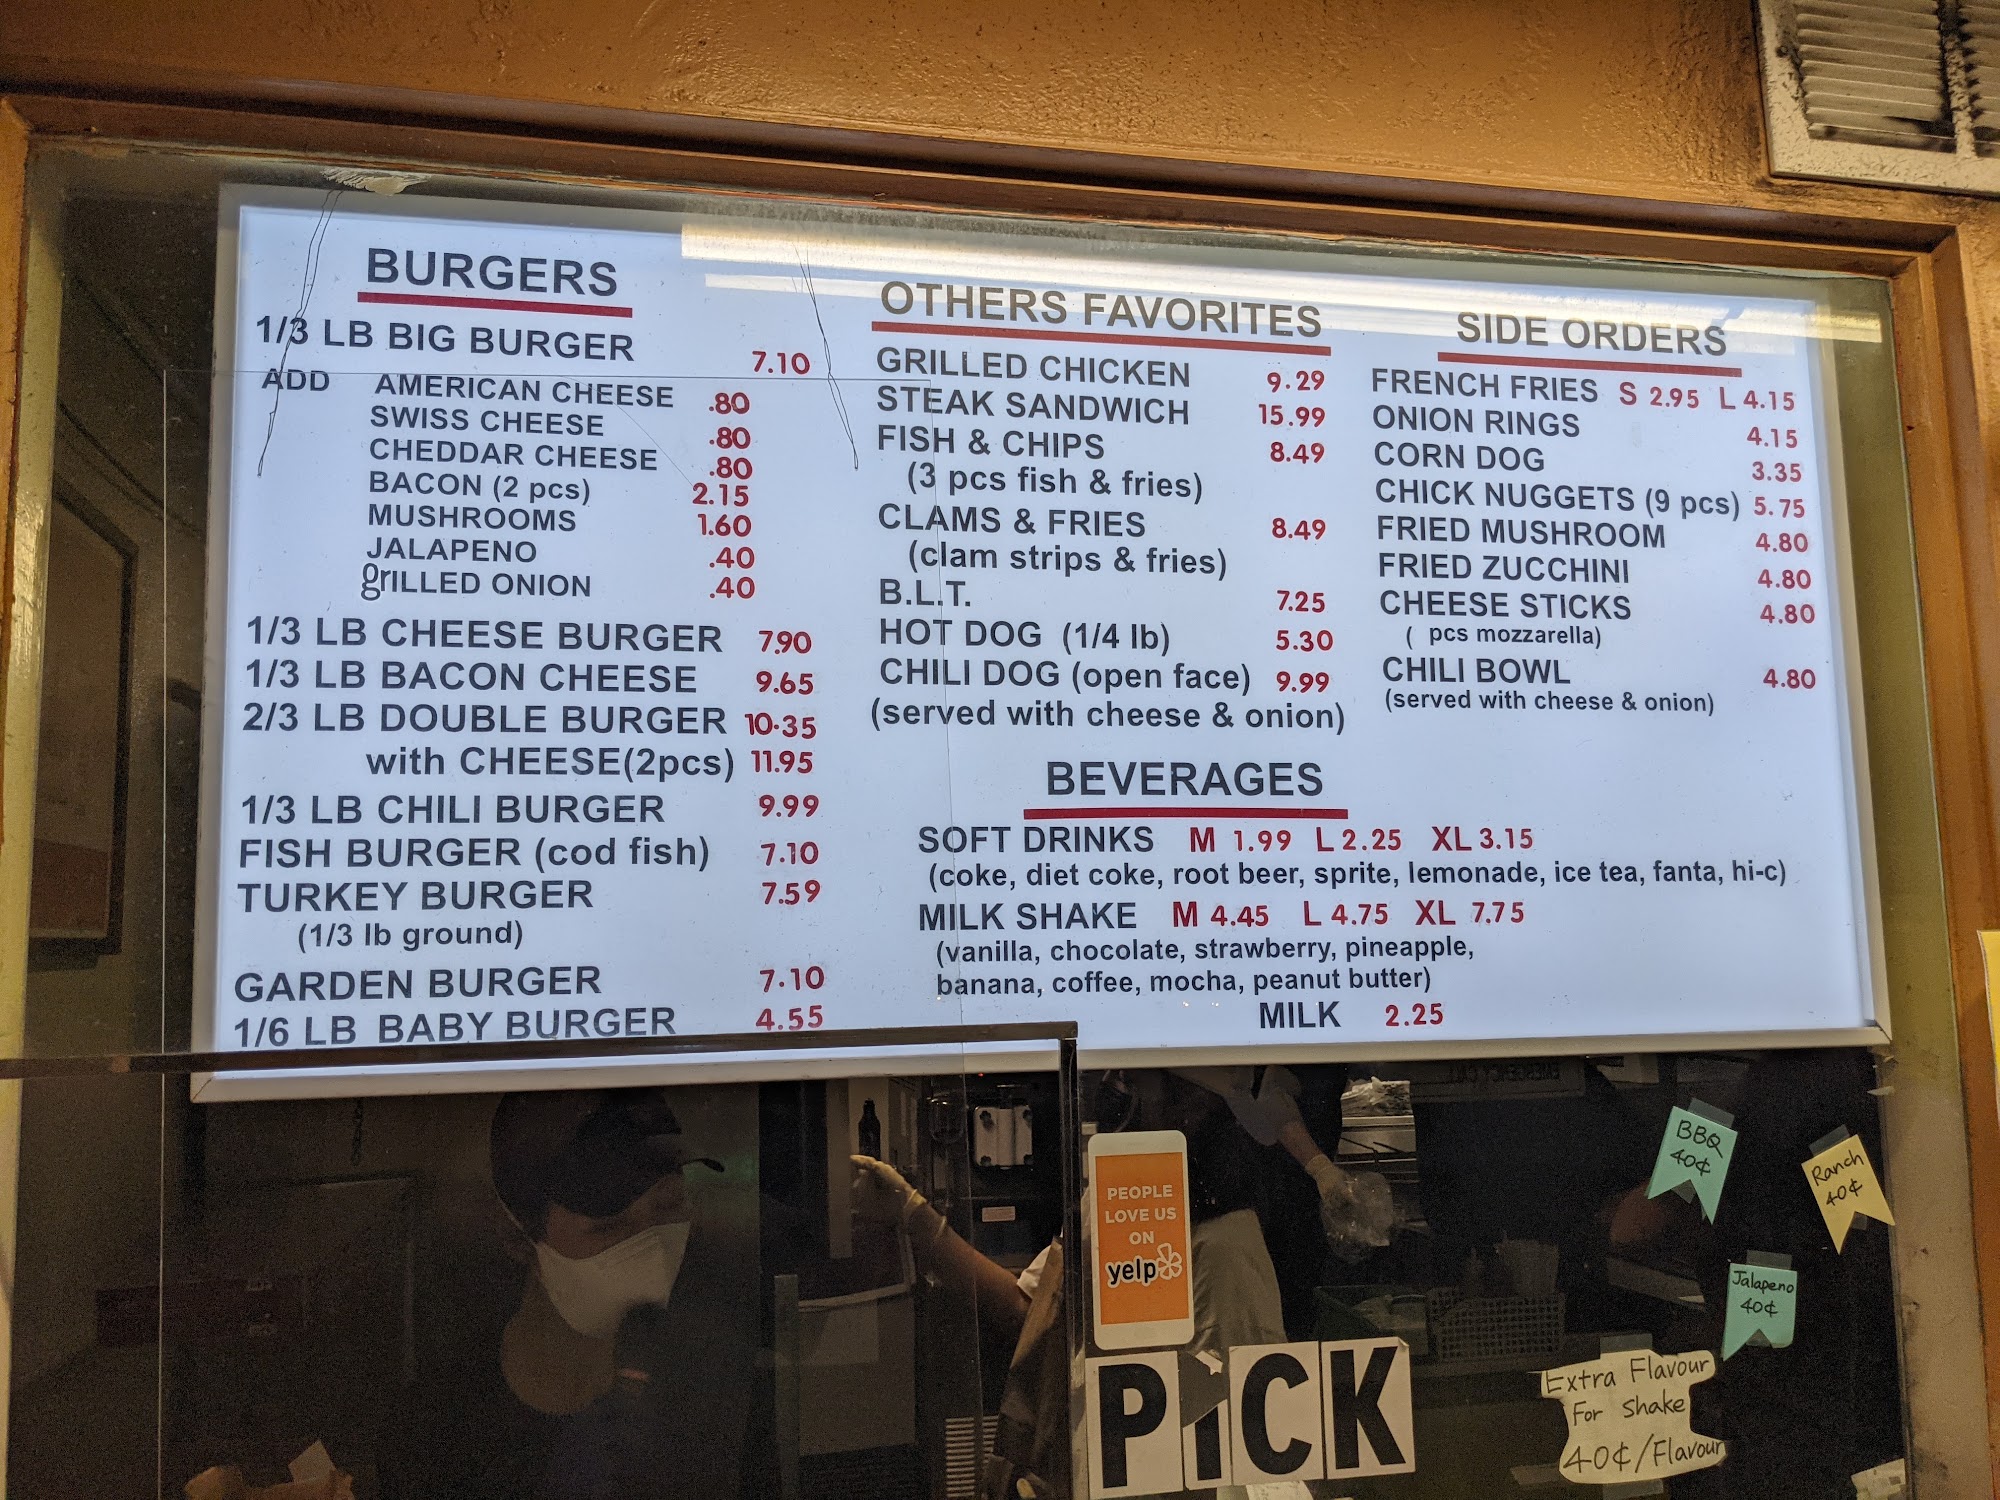 BURGERS
1/3 LB BIG BURGER 7.10
ADD AMERICAN CHEESE .80
SWISS CHEESE .80
CHEDDAR CHEESE .80
BACON (2 pcs) 2.15
MUSHROOMS 1.60
JALAPENO .40
grILLED ONION .40
1/3 LB CHEESE BURGER 7.90
1/3 LB BACON CHEESE 9.65
2/3 LB DOUBLE BURGER 10.35
with CHEESE(2pcs) 11.95
1/3 LB CHILI BURGER 9.99
FISH BURGER (cod fish) 7.10
TURKEY BURGER 7.59
(1/3 lb ground)
GARDEN BURGER 7.10
1/6 LB BABY BURGER 4.55
OTHERS FAVORITES
GRILLED CHICKEN 9.29
STEAK SANDWICH 15.99
FISH & CHIPS 8.49
(3 pcs fish & fries)
CLAMS & FRIES 8.49
(clam strips & fries)
B.L.T. 7.25
HOT DOG (1/4 lb) 5.30
CHILI DOG (open face) 9.99
(served with cheese & onion)
SIDE ORDERS
FRENCH FRIES S 2.95 L 4.15
ONION RINGS 4.15
CORN DOG 3.35
CHICK NUGGETS (9 pcs) 5.75
FRIED MUSHROOM 4.80
FRIED ZUCCHINI 4.80
CHEESE STICKS 4.80
( pcs mozzarella)
CHILI BOWL 4.80
(served with cheese & onion)
BEVERAGES
SOFT DRINKS M 1.99 L 2.25 XL 3.15
(coke, diet coke, root beer, sprite, lemonade, ice tea, fanta, hi-c)
MILK SHAKE M 4.45 L 4.75 XL 7.75
(vanilla, chocolate, strawberry, pineapple,
banana, coffee, mocha, peanut butter)
MILK 2.25
PEOPLE
LOVE US
ON
yelp
PICK
BBQ
40¢
Ranch
40¢
Jalapeno
40¢
Extra Flavour
For Shake
40¢/Flavour